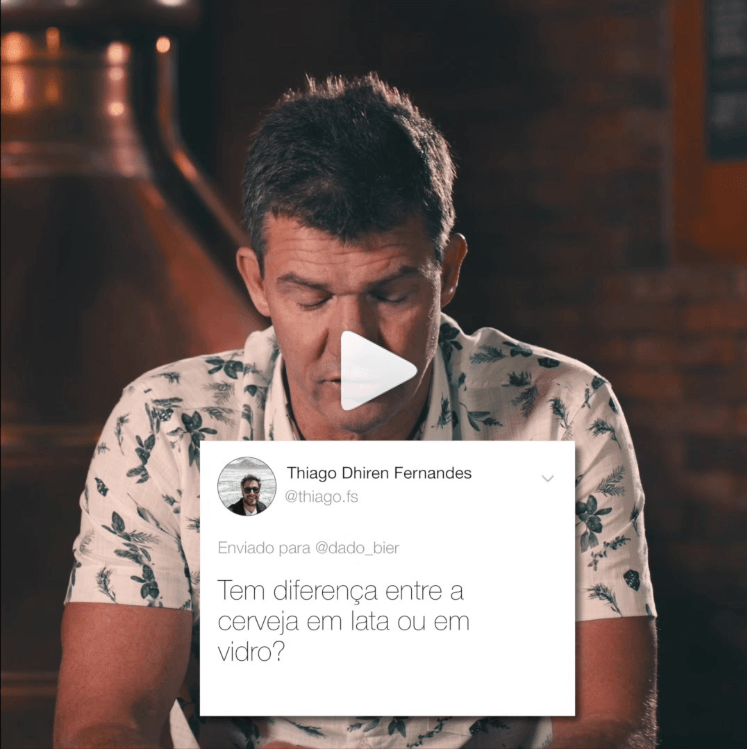 Thiago Dhiren Fernandes
@thiago.fs
Enviado para @dado_bier
Tem diferença entre a
cerveja em lata ou em
vidro?